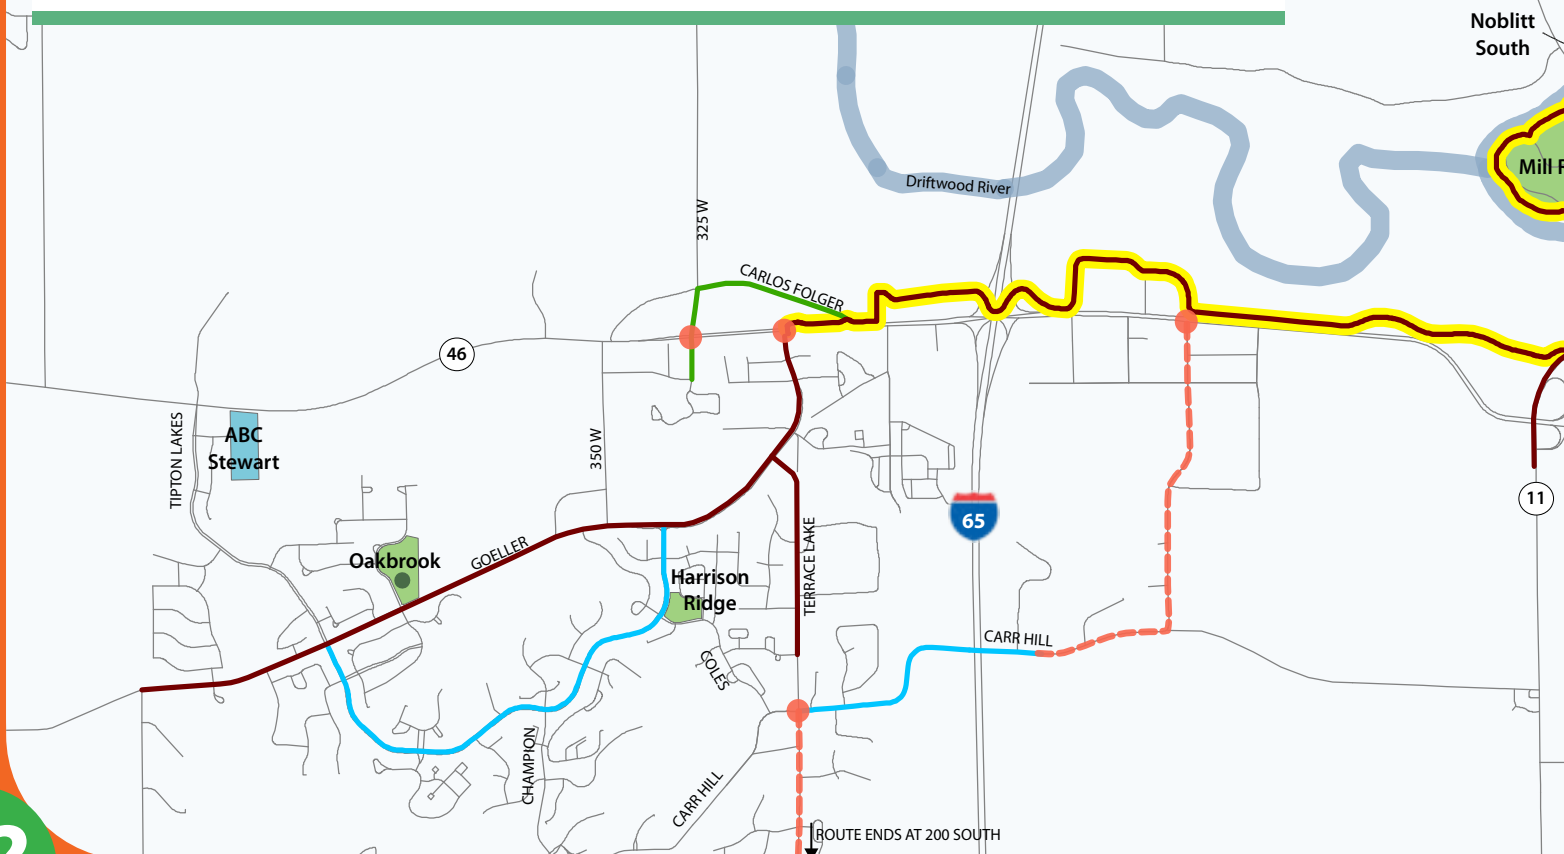 Noblitt
South
Mill
Driftwood River
325 W
CARLOS FOLGER
46
ABC
Stewart
TIPTON LAKES
350 W
65
11
Oakbrook
GOELLER
Harrison
Ridge
TERRACE LAKE
CARR HILL
COLES
CHAMPION
CARR HILL
ROUTE ENDS AT 200 SOUTH
2